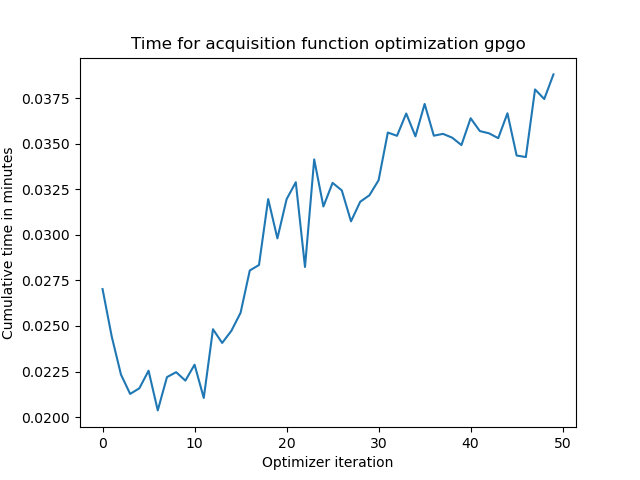 Time for acquisition function optimization gpgo
Cumulative time in minutes
0.0375
0.0350
0.0325
0.0300
0.0275
0.0250
0.0225
0.0200
0 10 20 30 40 50
Optimizer iteration